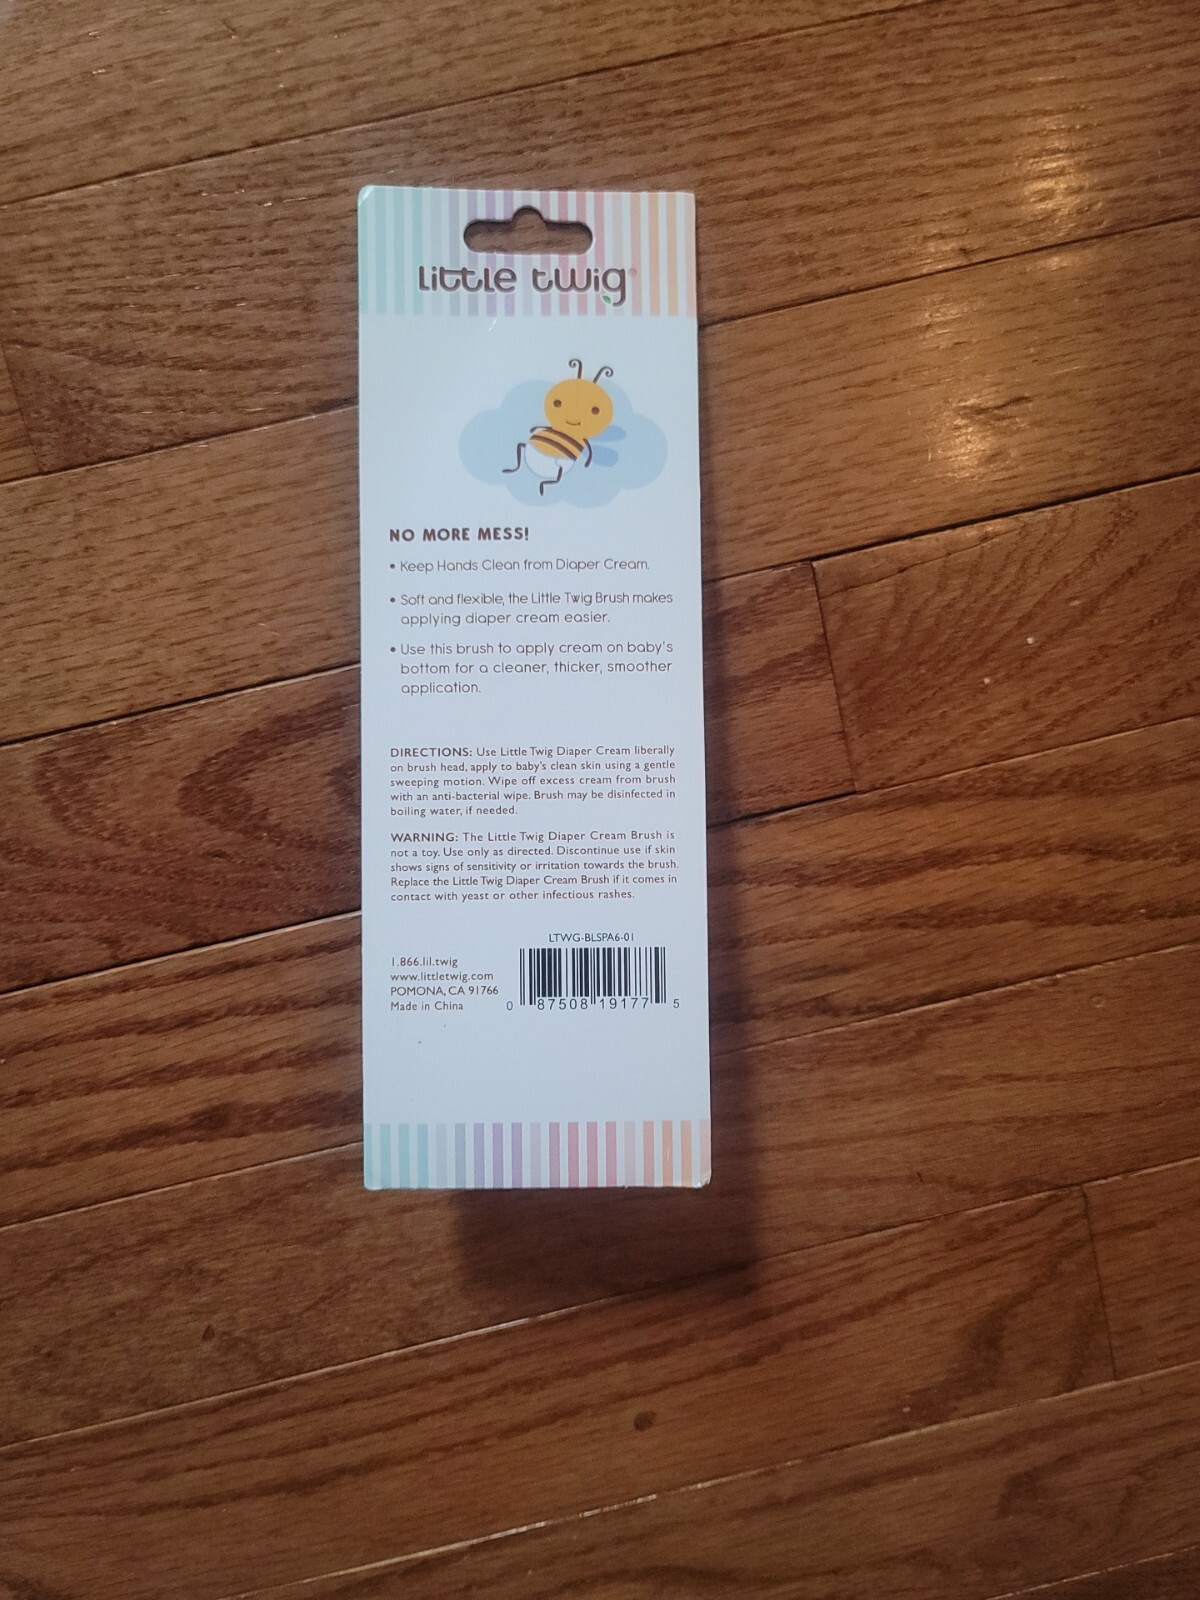 little twig®
NO MORE MESS!
• Keep Hands Clean from Diaper Cream.
• Soft and flexible, the Little Twig Brush makes
applying diaper cream easier.
• Use this brush to apply cream on baby's
bottom for a cleaner, thicker, smoother
application.
DIRECTIONS: Use Little Twig Diaper Cream liberally
on brush head, apply to baby's clean skin using a gentle
sweeping motion. Wipe off excess cream from brush
with an anti-bacterial wipe. Brush may be disinfected in
boiling water, if needed.
WARNING: The Little Twig Diaper Cream Brush is
not a toy. Use only as directed. Discontinue use if skin
shows signs of sensitivity or irritation towards the brush.
Replace the Little Twig Diaper Cream Brush if it comes in
contact with yeast or other infectious rashes.
LTWG-BLSPA6-01
1.866.lil.twig
www.littletwig.com
POMONA, CA 91766
Made in China
0 87508 19177 5